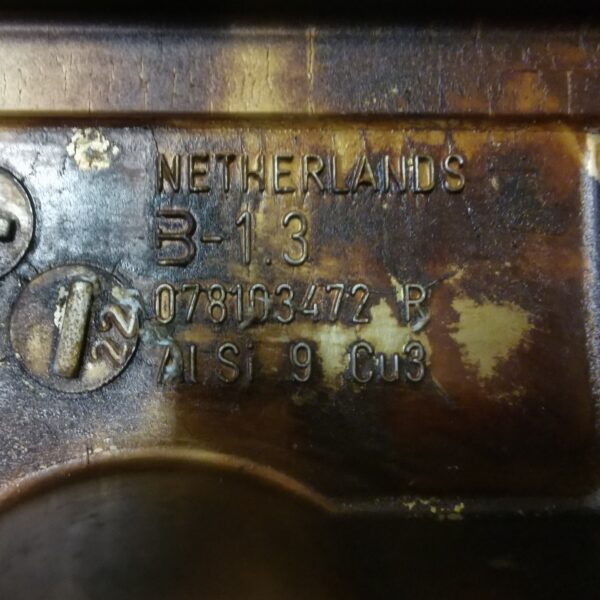 NETHERLANDS
B-1.3
078103472 R
AlSi 9 Cu3
22